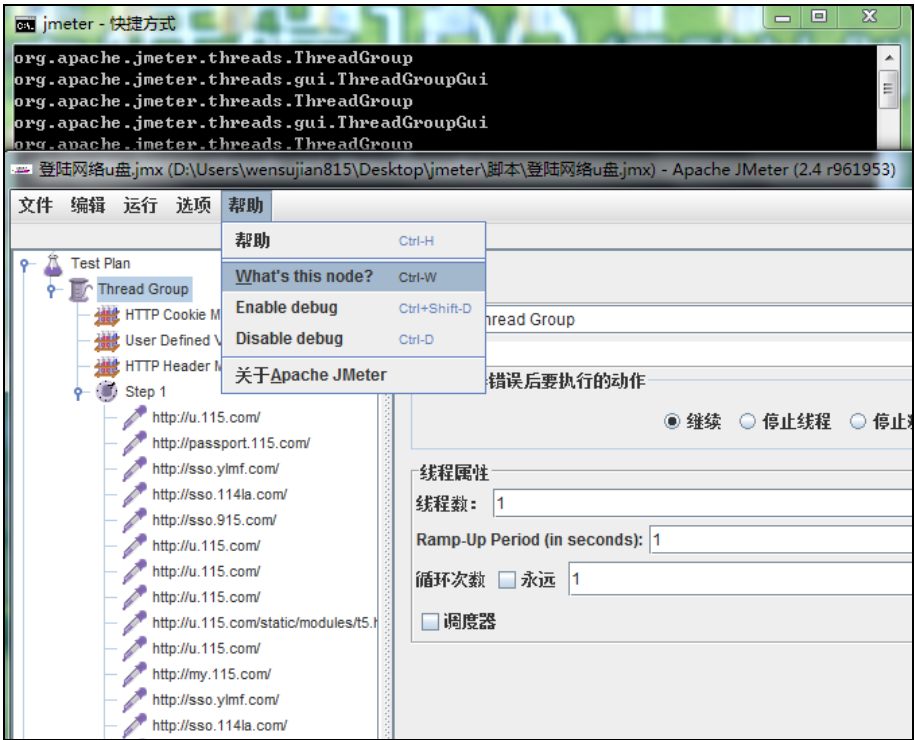 jmeter - 快捷方式
org.apache.jmeter.threads.ThreadGroup
org.apache.jmeter.threads.gui.ThreadGroupGui
org.apache.jmeter.threads.ThreadGroup
org.apache.jmeter.threads.gui.ThreadGroupGui
org.apache.jmeter.threads.ThreadGroup
登陆网络u盘.jmx (D:\Users\wensujian815\Desktop\jmeter\脚本\登陆网络u盘.jmx) - Apache JMeter (2.4 r961953)
文件 编辑 运行 选项 帮助
帮助 Ctrl-H
What's this node? Ctrl-W
Enable debug Ctrl+Shift-D
Disable debug Ctrl-D
关于Apache JMeter
Test Plan
Thread Group
HTTP Cookie M
User Defined V
HTTP Header M
Step 1
http://u.115.com/
http://passport.115.com/
http://sso.ylmf.com/
http://sso.114la.com/
http://sso.915.com/
http://u.115.com/
http://u.115.com/
http://u.115.com/
http://u.115.com/static/modules/t5.h
http://u.115.com/
http://my.115.com/
http://sso.ylmf.com/
http://sso.114la.com/
read Group
错误后要执行的动作
继续 停止线程 停止
线程属性
线程数： 1
Ramp-Up Period (in seconds): 1
循环次数 永远 1
调度器